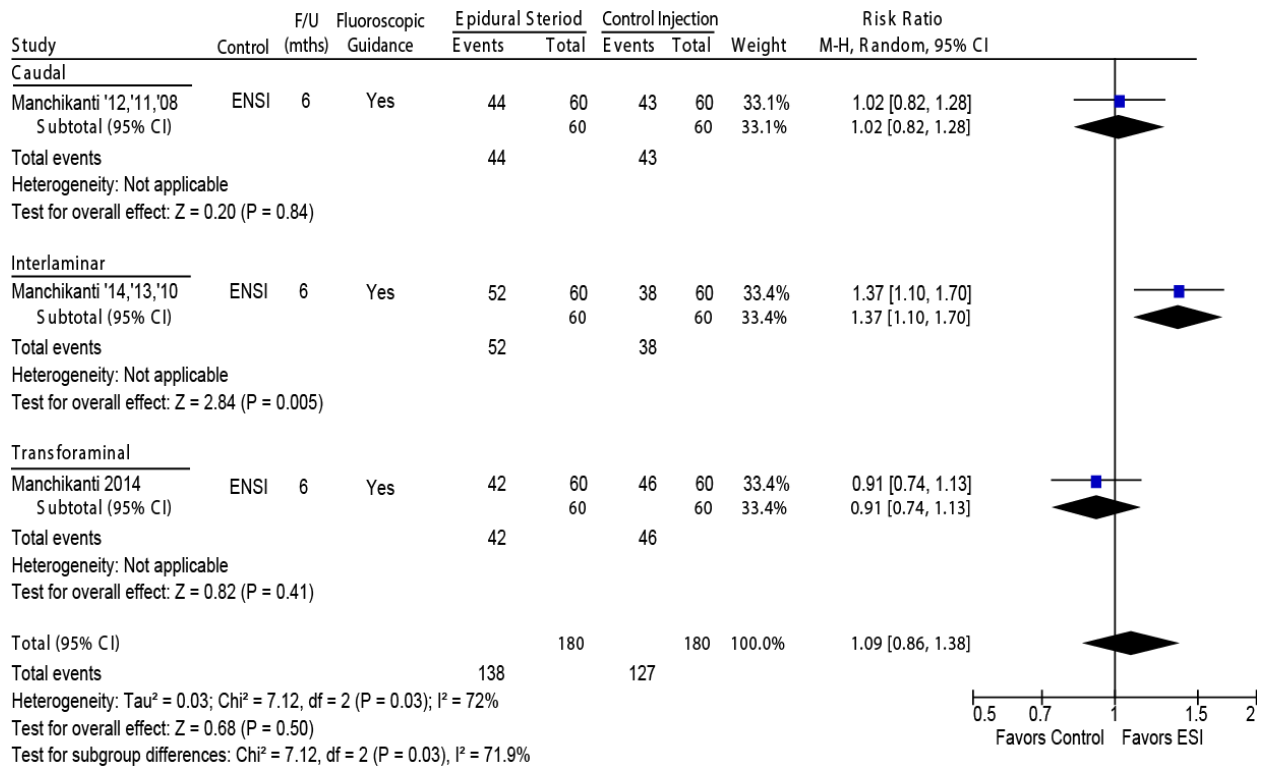 F/U Fluoroscopic Epidural Steriod Control Injection Risk Ratio
Study Control (mths) Guidance Events Total Events Total Weight M-H, Random, 95% CI
Caudal
Manchikanti '12,'11,'08 ENSI 6 Yes 44 60 43 60 33.1% 1.02 [0.82, 1.28]
Subtotal (95% CI) 60 60 33.1% 1.02 [0.82, 1.28]
Total events 44 43
Heterogeneity: Not applicable
Test for overall effect: Z = 0.20 (P = 0.84)
Interlaminar
Manchikanti '14,'13,'10 ENSI 6 Yes 52 60 38 60 33.4% 1.37 [1.10, 1.70]
Subtotal (95% CI) 60 60 33.4% 1.37 [1.10, 1.70]
Total events 52 38
Heterogeneity: Not applicable
Test for overall effect: Z = 2.84 (P = 0.005)
Transforaminal
Manchikanti 2014 ENSI 6 Yes 42 60 46 60 33.4% 0.91 [0.74, 1.13]
Subtotal (95% CI) 60 60 33.4% 0.91 [0.74, 1.13]
Total events 42 46
Heterogeneity: Not applicable
Test for overall effect: Z = 0.82 (P = 0.41)
Total (95% CI) 180 180 100.0% 1.09 [0.86, 1.38]
Total events 138 127
Heterogeneity: Tau² = 0.03; Chi² = 7.12, df = 2 (P = 0.03); I² = 72%
Test for overall effect: Z = 0.68 (P = 0.50)
Test for subgroup differences: Chi² = 7.12, df = 2 (P = 0.03), I² = 71.9%
0.5 0.7 1 1.5 2
Favors Control Favors ESI